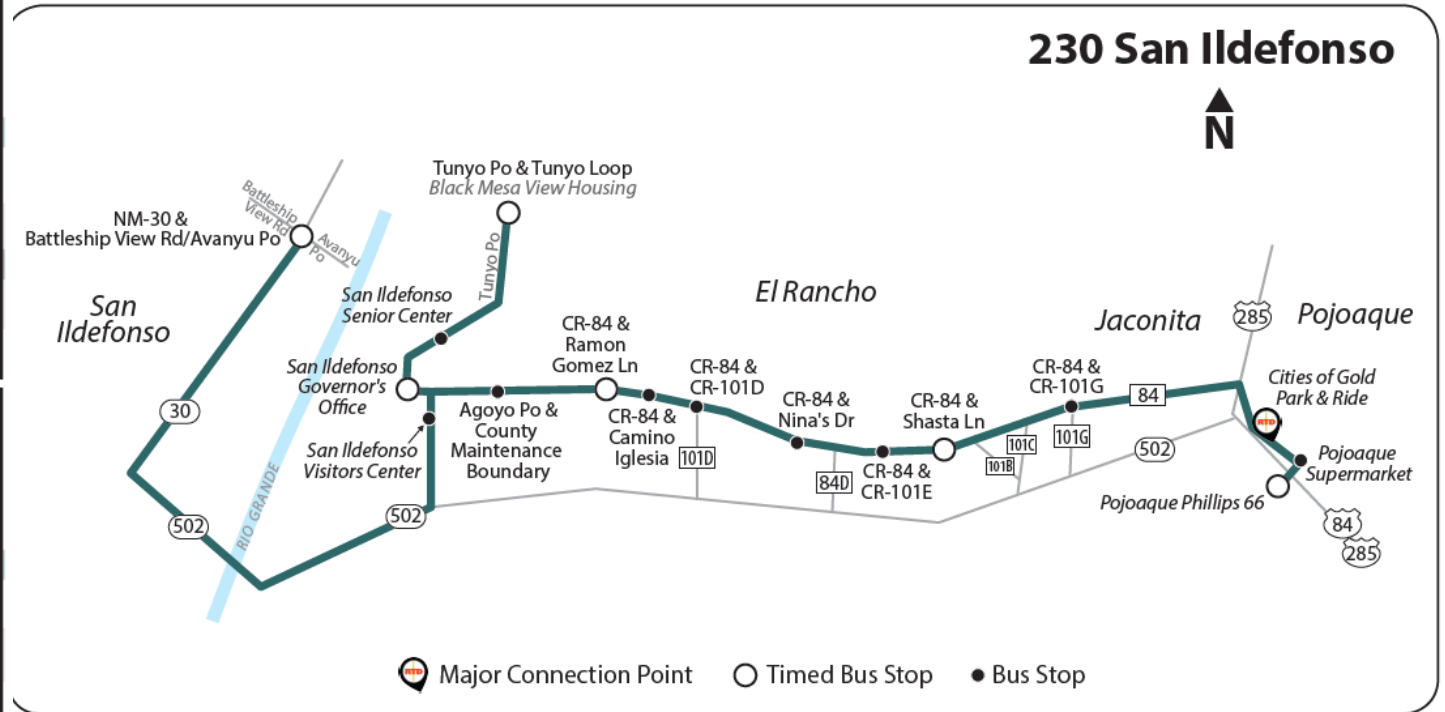 230 San Ildefonso
N
Tunyo Po & Tunyo Loop
Black Mesa View Housing
Battleship
View Rd
Avanyu
Po
NM-30 &
Battleship View Rd/Avanyu Po
Tunyo Po
San
Ildefonso
San Ildefonso
Senior Center
El Rancho
Jaconita
285
Pojoaque
CR-84 &
Ramon
Gomez Ln
San Ildefonso
Governor's
Office
CR-84 &
CR-101D
CR-84 &
CR-101G
84
Cities of Gold
Park & Ride
RTD
30
Agoyo Po &
County
Maintenance
Boundary
CR-84 &
Camino
Iglesia
CR-84 &
Nina's Dr
CR-84 &
Shasta Ln
San Ildefonso
Visitors Center
101D
84D
CR-84 &
CR-101E
101B
101C
101G
502
Pojoaque
Supermarket
Pojoaque Phillips 66
502
RIO GRANDE
502
84
285
RTD Major Connection Point
Timed Bus Stop
Bus Stop